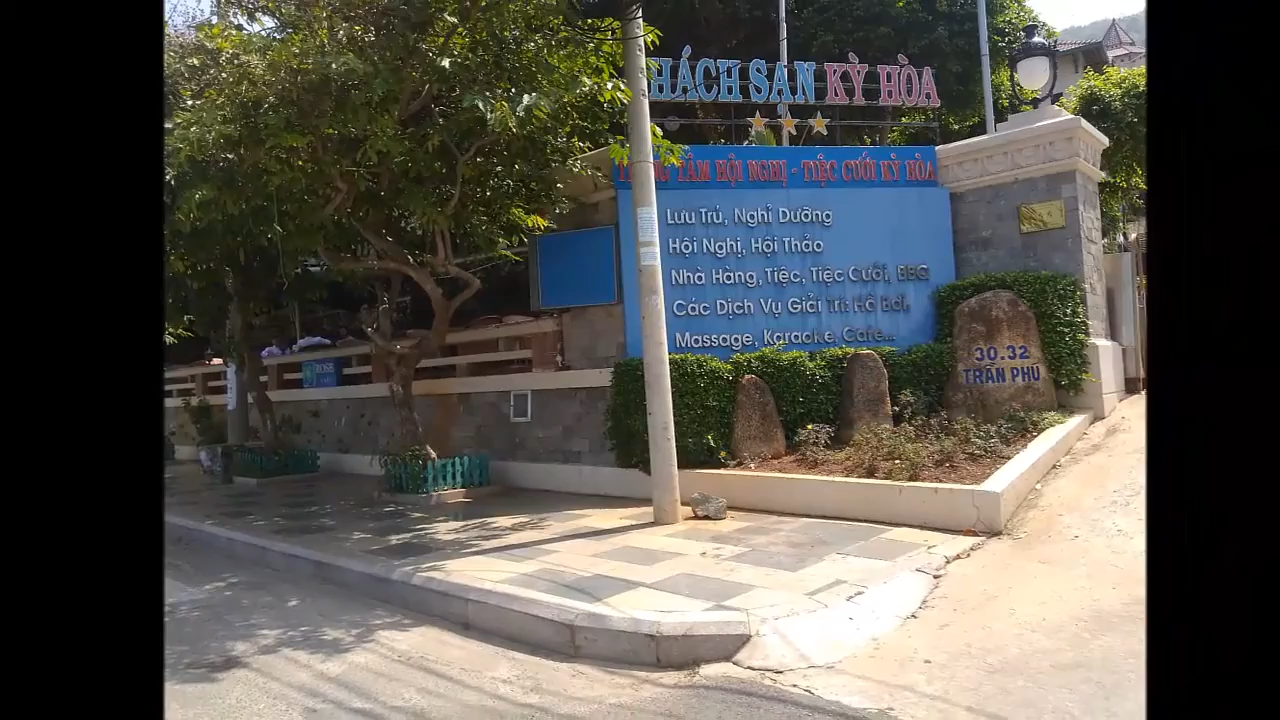 HÁCH SẠN KỲ HÒA
TÂM HỘI NGHỊ - TIỆC CƯỚI KỲ HÒA
Lưu Trú, Nghỉ Dưỡng
Hội Nghị, Hội Thảo
Nhà Hàng, Tiệc, Tiệc Cưới, BBQ
Các Dịch Vụ Giải Trí: Hồ Bơi,
Massage, Karaoke, Cafe...
30.32
TRẦN PHÚ
ROSE